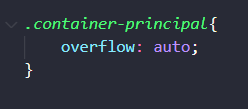 .container-principal{
    overflow: auto;
}